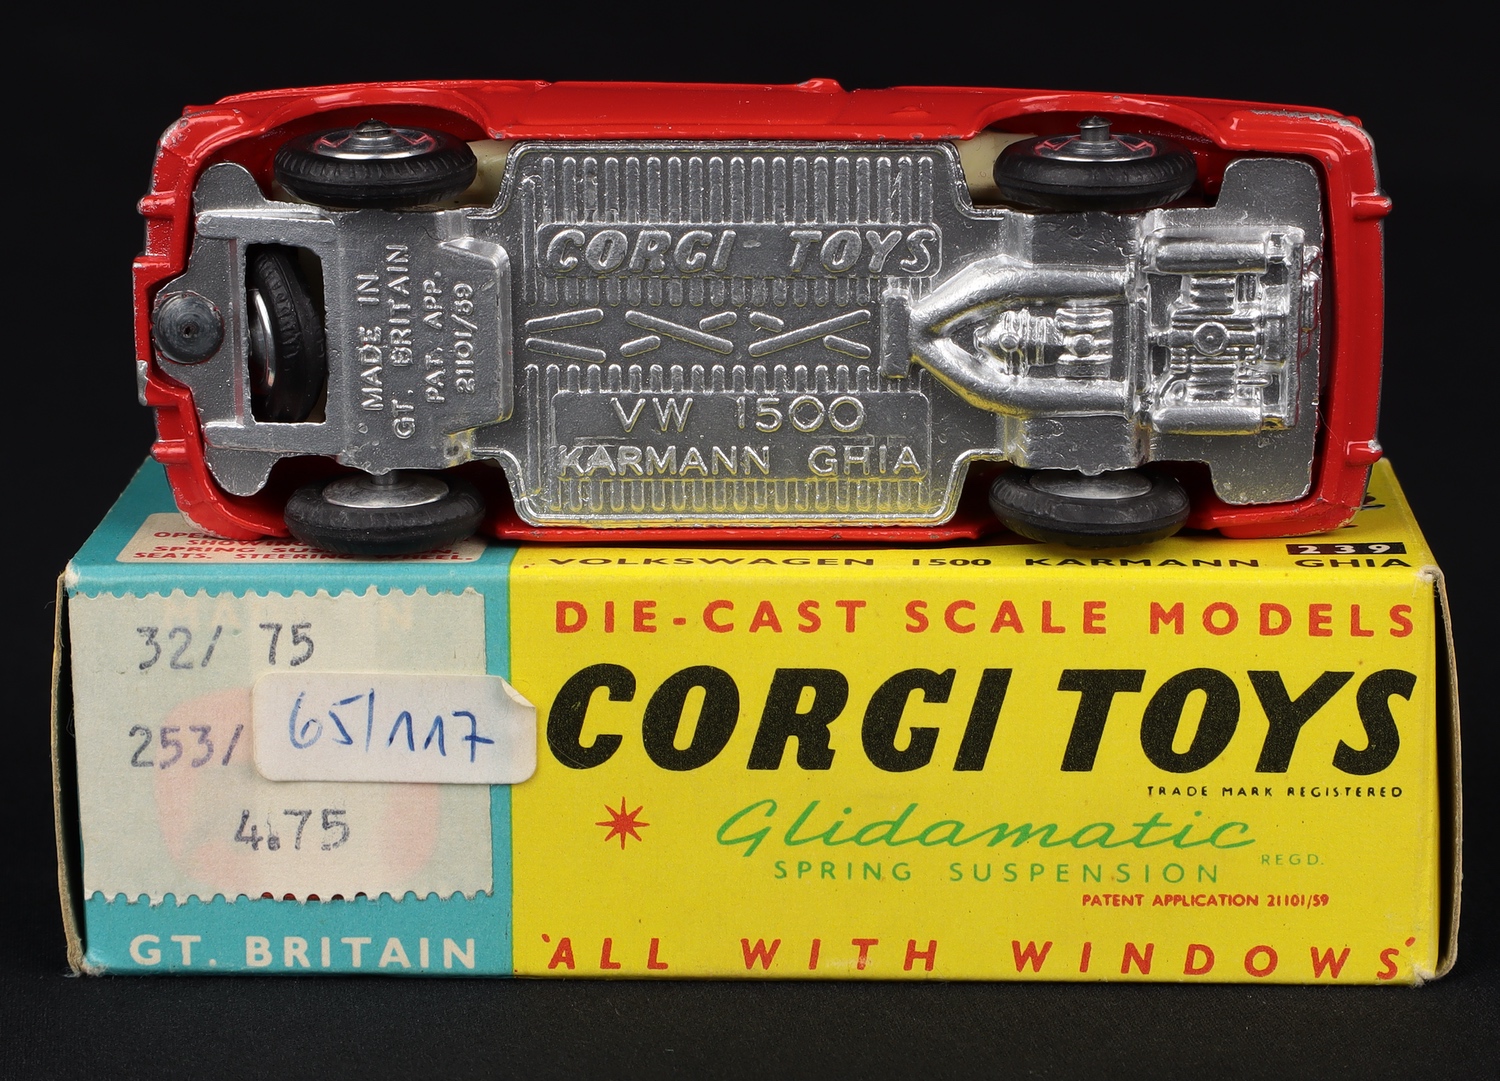 CORGI TOYS
VW 1500
KARMANN GHIA
MADE IN
GT. BRITAIN
PAT. APP.
21101/59
SPRING
239
VOLKSWAGEN 1500 KARMANN GHIA
32/ 75
253/
65/117
4.75
GT. BRITAIN
DIE-CAST SCALE MODELS
CORGI TOYS
TRADE MARK REGISTERED
Glidamatic
REGD.
SPRING SUSPENSION
PATENT APPLICATION 21101/59
'ALL WITH WINDOWS'